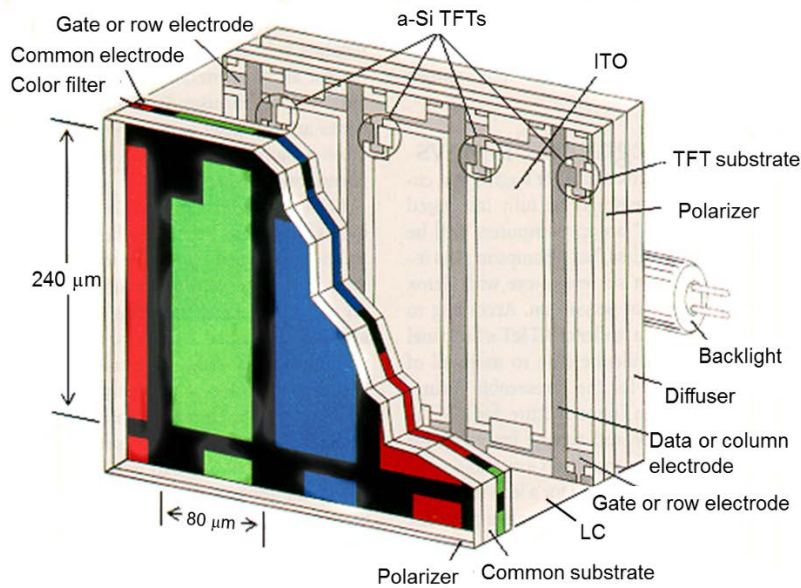 Gate or row electrode
a-Si TFTs
Common electrode
ITO
Color filter
TFT substrate
Polarizer
240 μm
Backlight
Diffuser
Data or column
electrode
Gate or row electrode
80 μm
LC
Polarizer
Common substrate